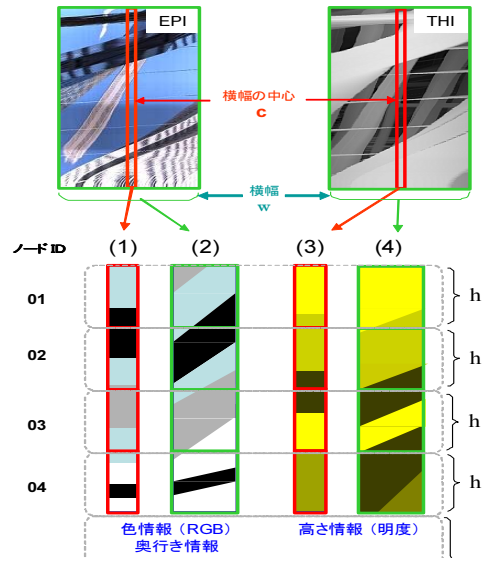 EPI
THI
横幅の中心
c
横幅
w
ノードID
(1)
(2)
(3)
(4)
01
h
02
h
03
h
04
h
色情報（RGB）
奥行き情報
高さ情報（明度）